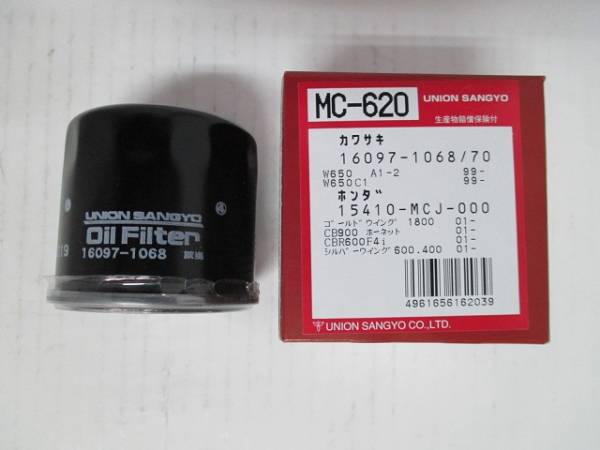 UNION SANGYO
Oil Filter
16097-1068
MC-620 UNION SANGYO
生産物賠償保険付
カワサキ
16097-1068/70
W650 A1-2 99-
W650C1 99-
ホンダ
15410-MCJ-000
ゴールドウイング 1800 01-
CB900 ホーネット 01-
CBR600F4i 01-
シルバーウイング 600.400 01-
4961656162039
UNION SANGYO CO.,LTD.